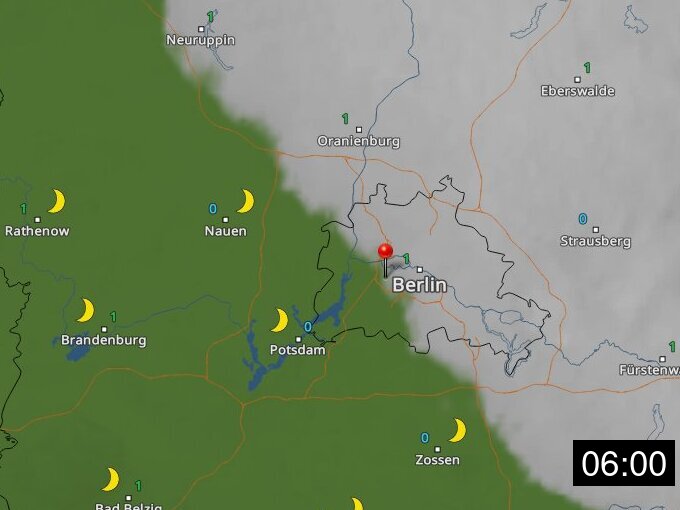 1
Neuruppin
1
Eberswalde
1
Oranienburg
1
Rathenow
0
Nauen
0
Strausberg
1
Berlin
1
Brandenburg
0
Potsdam
1
Fürstenwa
0
Zossen
06:00
1
Bad Belzig